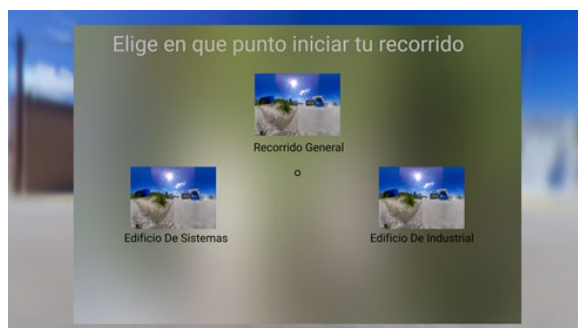 Elige en que punto iniciar tu recorrido
Recorrido General
Edificio De Sistemas
Edificio De Industrial